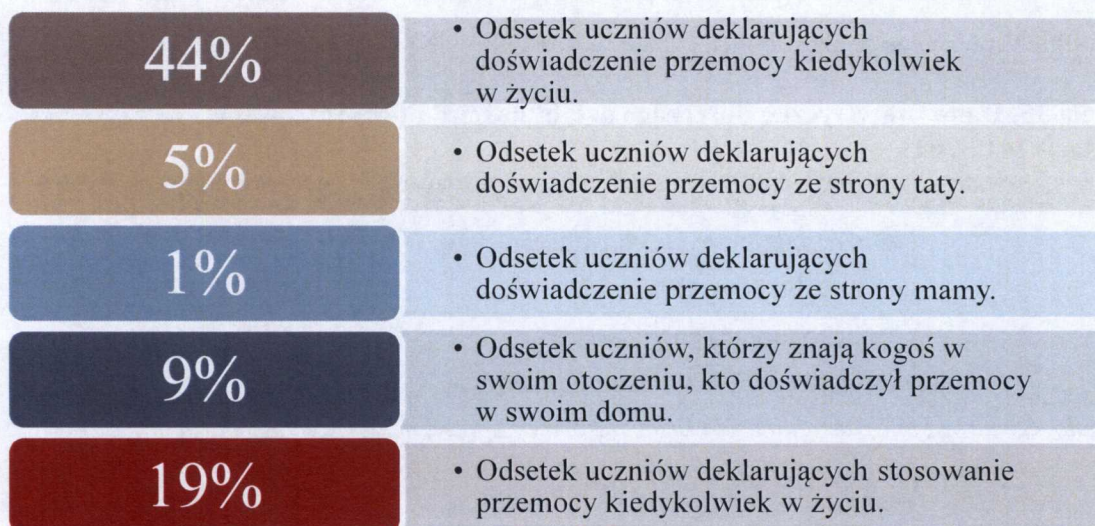 44%
• Odsetek uczniów deklarujących
doświadczenie przemocy kiedykolwiek
w życiu.
5%
• Odsetek uczniów deklarujących
doświadczenie przemocy ze strony taty.
1%
• Odsetek uczniów deklarujących
doświadczenie przemocy ze strony mamy.
9%
• Odsetek uczniów, którzy znają kogoś w
swoim otoczeniu, kto doświadczył przemocy
w swoim domu.
19%
• Odsetek uczniów deklarujących stosowanie
przemocy kiedykolwiek w życiu.